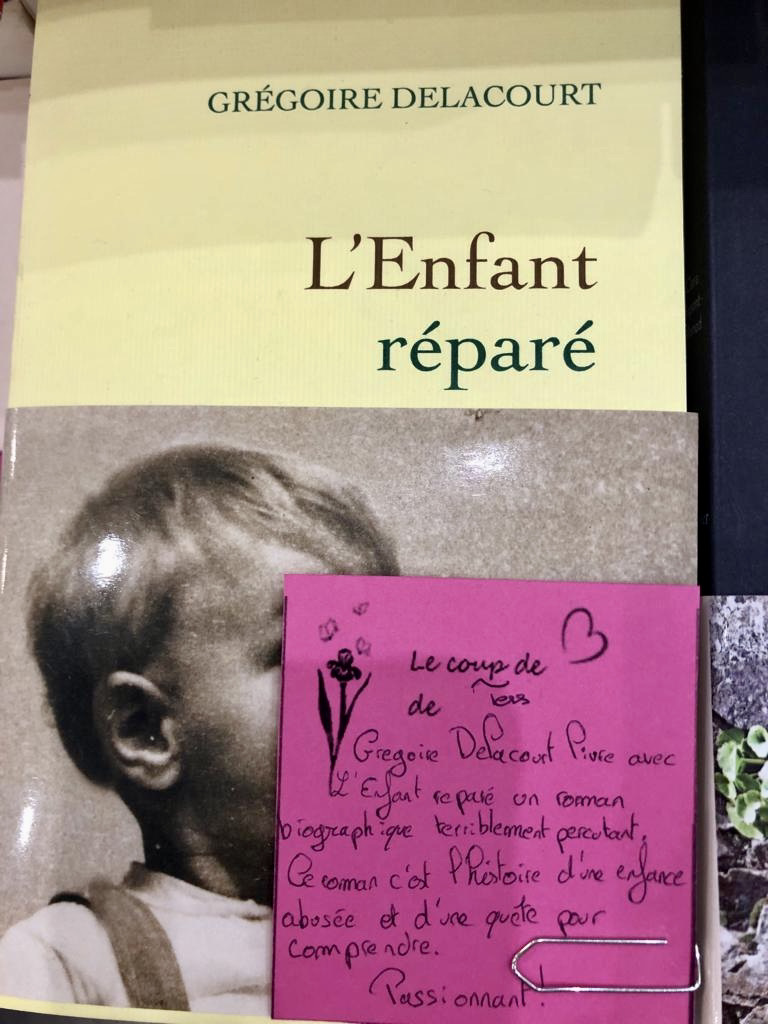 GRÉGOIRE DELACOURT
L'Enfant
réparé
Le coup de
de
Gregoire Delacourt livre avec
L'Enfant reparé un roman
biographique terriblement percutant,
Ce roman c'est l'histoire d'une enfance
abusée et d'une quête pour
comprendre.
Passionnant!